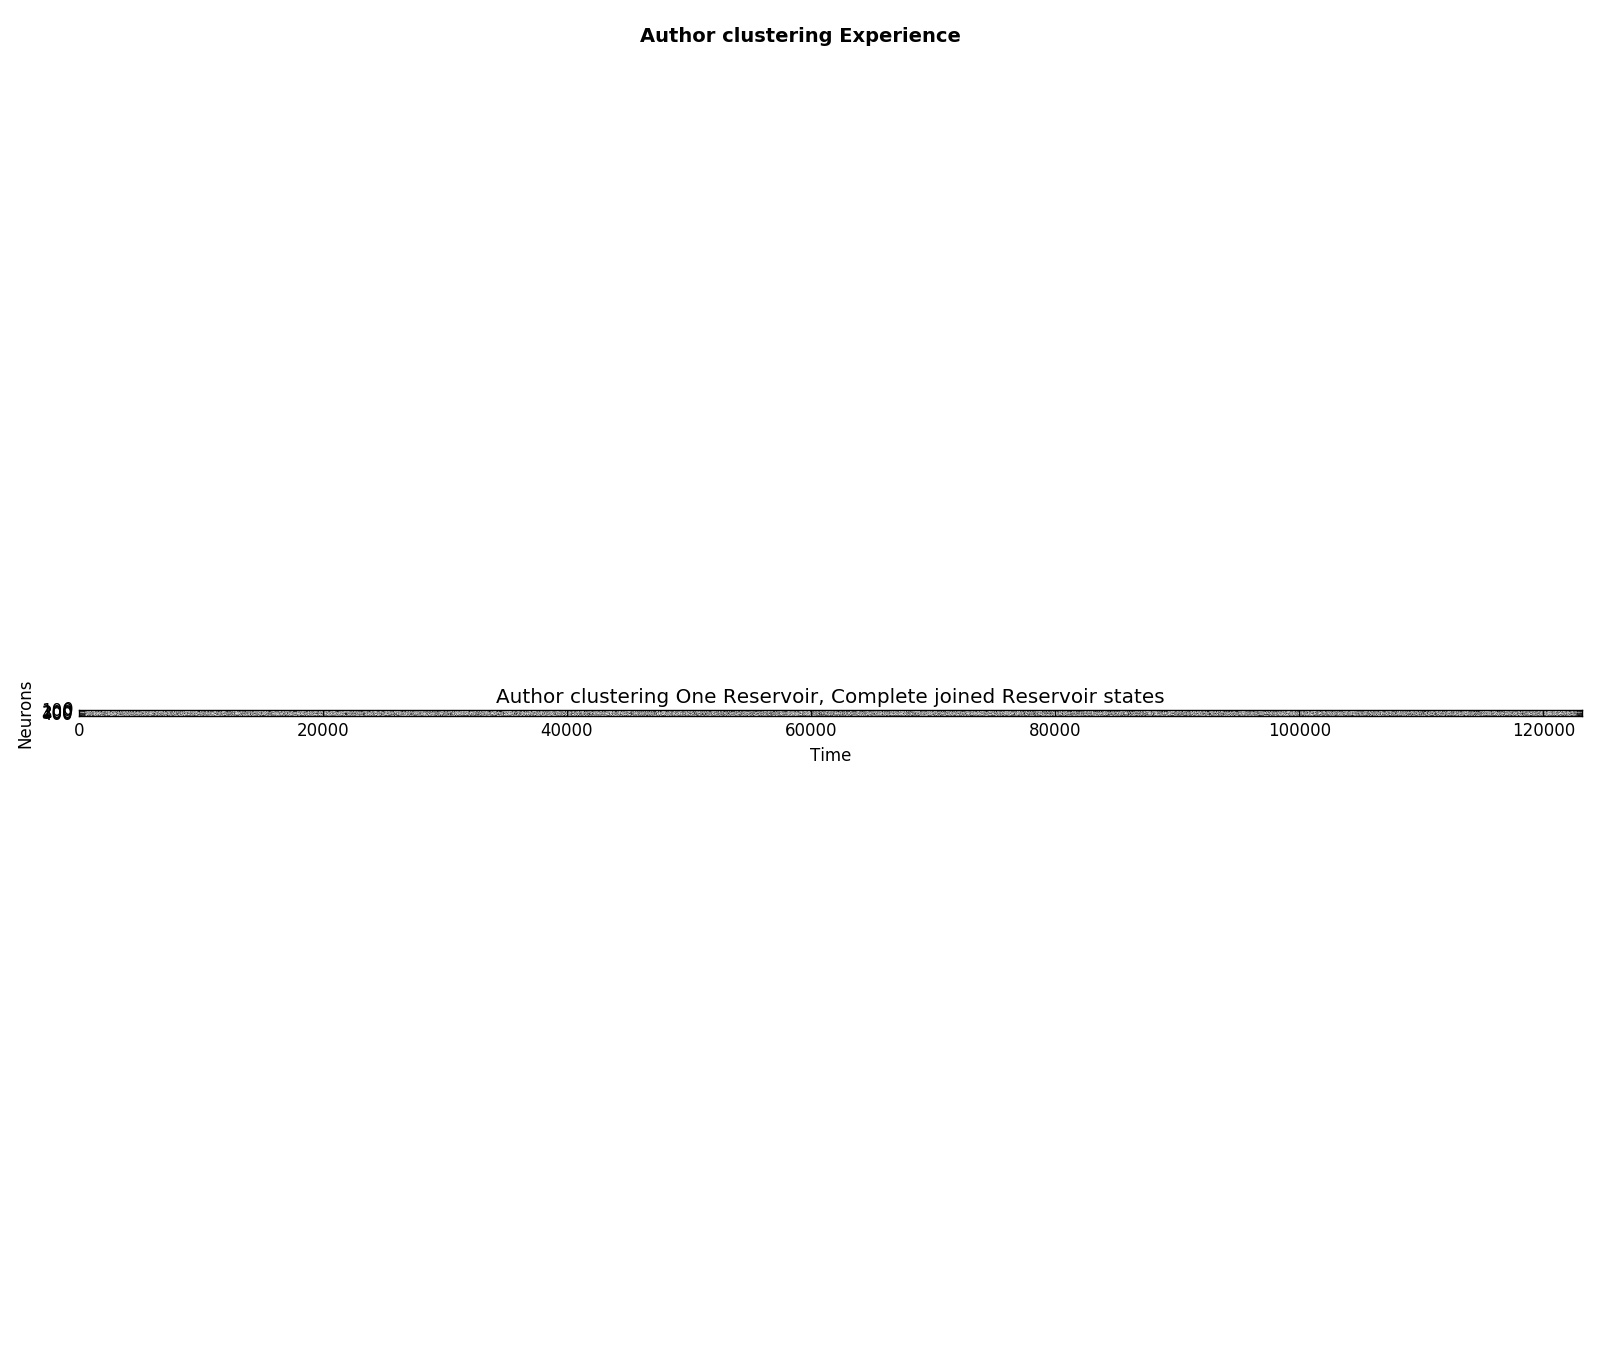 Author clustering Experience
Author clustering One Reservoir, Complete joined Reservoir states
Neurons
0 20000 40000 60000 80000 100000 120000
Time